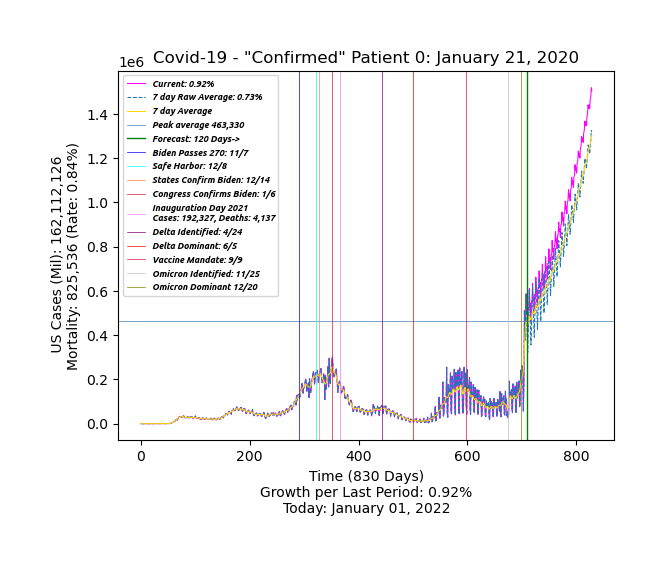 Covid-19 - "Confirmed" Patient 0: January 21, 2020
1e6
Current: 0.92%
7 day Raw Average: 0.73%
7 day Average
Peak average 463,330
Forecast: 120 Days->
Biden Passes 270: 11/7
Safe Harbor: 12/8
States Confirm Biden: 12/14
Congress Confirms Biden: 1/6
Inauguration Day 2021
Cases: 192,327, Deaths: 4,137
Delta Identified: 4/24
Delta Dominant: 6/5
Vaccine Mandate: 9/9
Omicron Identified: 11/25
Omicron Dominant 12/20
US Cases (Mil): 162,112,126
Mortality: 825,536 (Rate: 0.84%)
1.4
1.2
1.0
0.8
0.6
0.4
0.2
0.0
0 200 400 600 800
Time (830 Days)
Growth per Last Period: 0.92%
Today: January 01, 2022